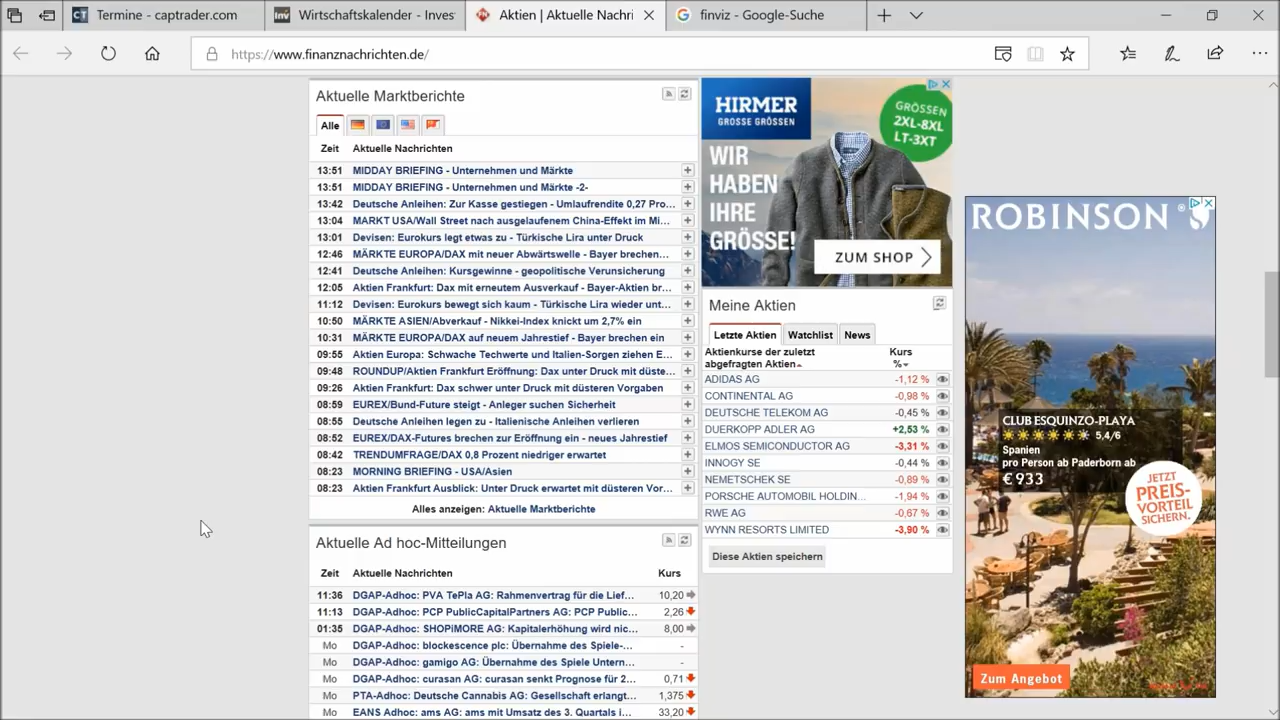 Termine - captrader.com
Wirtschaftskalender - Inves
Aktien | Aktuelle Nachri
finviz - Google-Suche
https://www.finanznachrichten.de/
Aktuelle Marktberichte
Alle
Zeit Aktuelle Nachrichten
13:51 MIDDAY BRIEFING - Unternehmen und Märkte
13:51 MIDDAY BRIEFING - Unternehmen und Märkte -2-
13:42 Deutsche Anleihen: Zur Kasse gestiegen - Umlaufrendite 0,27 Pro...
13:04 MARKT USA/Wall Street nach ausgelaufenem China-Effekt im Mi...
13:01 Devisen: Eurokurs legt etwas zu - Türkische Lira unter Druck
12:46 MÄRKTE EUROPA/DAX mit neuer Abwärtswelle - Bayer brechen...
12:41 Deutsche Anleihen: Kursgewinne - geopolitische Verunsicherung
12:05 Aktien Frankfurt: Dax mit erneutem Ausverkauf - Bayer-Aktien br...
11:12 Devisen: Eurokurs bewegt sich kaum - Türkische Lira wieder unt...
10:50 MÄRKTE ASIEN/Abverkauf - Nikkei-Index knickt um 2,7% ein
10:31 MÄRKTE EUROPA/DAX auf neuem Jahrestief - Bayer brechen ein
09:55 Aktien Europa: Schwache Techwerte und Italien-Sorgen ziehen E...
09:48 ROUNDUP/Aktien Frankfurt Eröffnung: Dax unter Druck mit düste...
09:26 Aktien Frankfurt: Dax schwer unter Druck mit düsteren Vorgaben
08:59 EUREX/Bund-Future steigt - Anleger suchen Sicherheit
08:55 Deutsche Anleihen legen zu - Italienische Anleihen verlieren
08:52 EUREX/DAX-Futures brechen zur Eröffnung ein - neues Jahrestief
08:42 TRENDUMFRAGE/DAX 0,8 Prozent niedriger erwartet
08:23 MORNING BRIEFING - USA/Asien
08:23 Aktien Frankfurt Ausblick: Unter Druck erwartet mit düsteren Vor...
Alles anzeigen: Aktuelle Marktberichte
Aktuelle Ad hoc-Mitteilungen
Zeit Aktuelle Nachrichten Kurs
11:36 DGAP-Adhoc: PVA TePla AG: Rahmenvertrag für die Lief... 10,20
11:13 DGAP-Adhoc: PCP PublicCapitalPartners AG: PCP Public... 2,26
01:35 DGAP-Adhoc: SHOPiMORE AG: Kapitalerhöhung wird nic... 8,00
Mo DGAP-Adhoc: blockescence plc: Übernahme des Spiele-... -
Mo DGAP-Adhoc: gamigo AG: Übernahme des Spiele Untern... -
Mo DGAP-Adhoc: curasan AG: curasan senkt Prognose für 2... 0,71
Mo PTA-Adhoc: Deutsche Cannabis AG: Gesellschaft erlangt... 1,375
Mo EANS Adhoc: ams AG: ams mit Umsatz des 3. Quartals i... 33,20
HIRMER
GROSSE GRÖSSEN
GRÖSSEN
2XL-8XL
LT-3XT
WIR
HABEN
IHRE
GRÖSSE!
ZUM SHOP
Meine Aktien
Letzte Aktien Watchlist News
Aktienkurse der zuletzt abgefragten Aktien Kurs %
ADIDAS AG -1,12 %
CONTINENTAL AG -0,98 %
DEUTSCHE TELEKOM AG -0,45 %
DUERKOPP ADLER AG +2,53 %
ELMOS SEMICONDUCTOR AG -3,31 %
INNOGY SE -0,44 %
NEMETSCHEK SE -0,89 %
PORSCHE AUTOMOBIL HOLDIN... -1,94 %
RWE AG -0,67 %
WYNN RESORTS LIMITED -3,90 %
Diese Aktien speichern
ROBINSON ®
CLUB ESQUINZO-PLAYA
5,4/6
Spanien
pro Person ab Paderborn ab
€ 933
JETZT
PREIS-
VORTEIL
SICHERN.
Zum Angebot